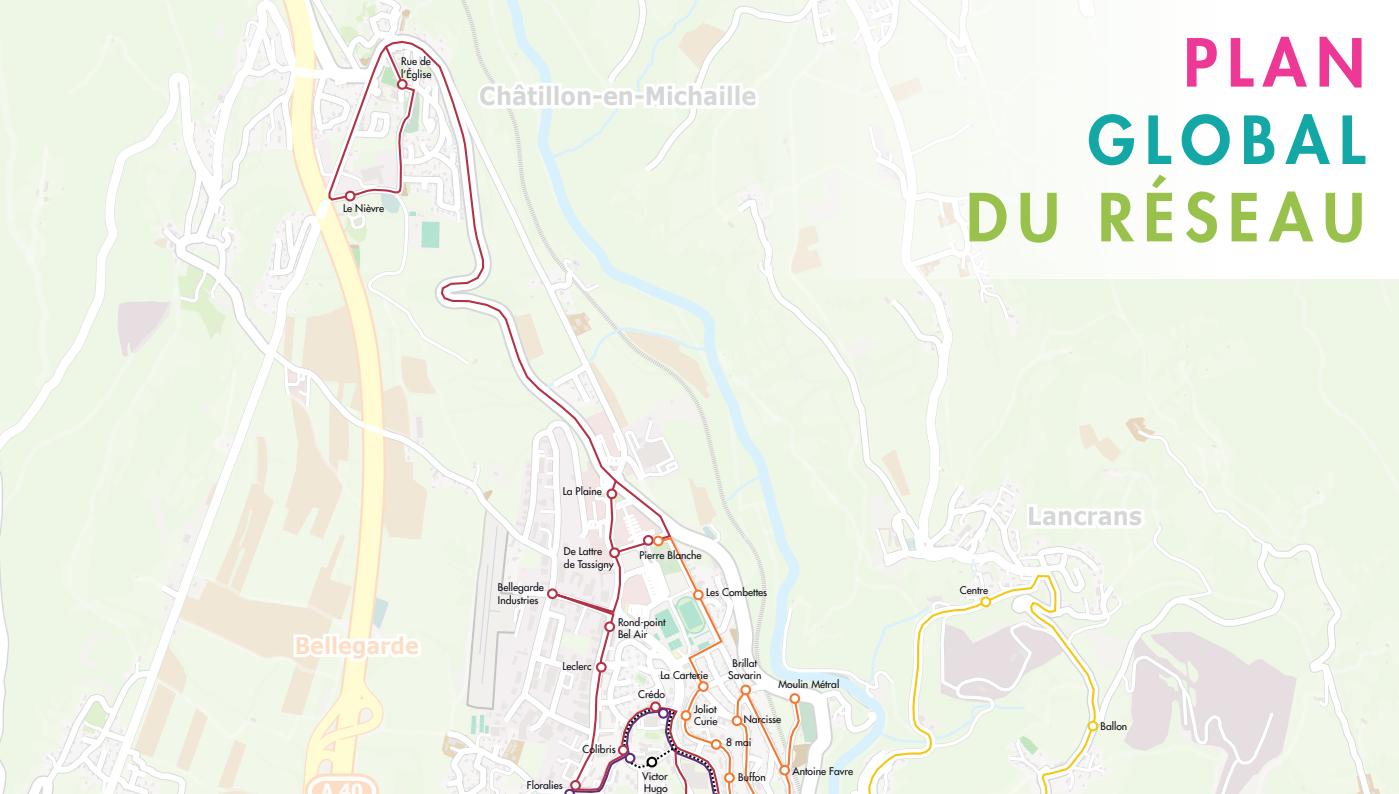 PLAN
GLOBAL
DU RÉSEAU
Rue de
l'Église
Châtillon-en-Michaille
Le Nièvre
La Plaine
Lancrans
De Lattre
de Tassigny
Pierre Blanche
Bellegarde
Industries
Les Combettes
Centre
Rond-point
Bel Air
Bellegarde
Leclerc
La Carterie
Brillat
Savarin
Moulin Métral
Crédo
Joliot
Curie
Narcisse
Ballon
8 mai
Colibris
Victor
Hugo
Buffon
Antoine Favre
Floralies
A 40